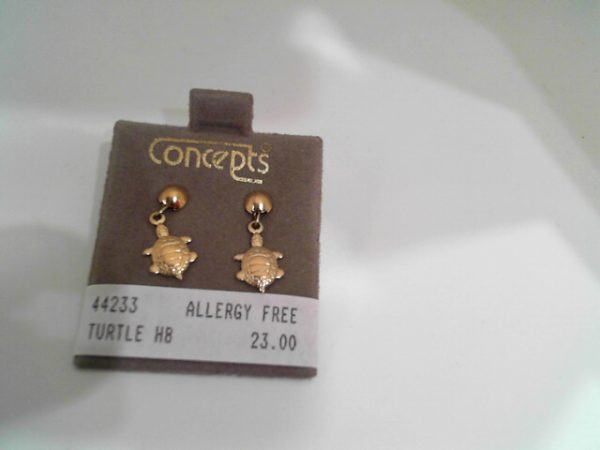 Concepts
44233 ALLERGY FREE
TURTLE HB 23.00